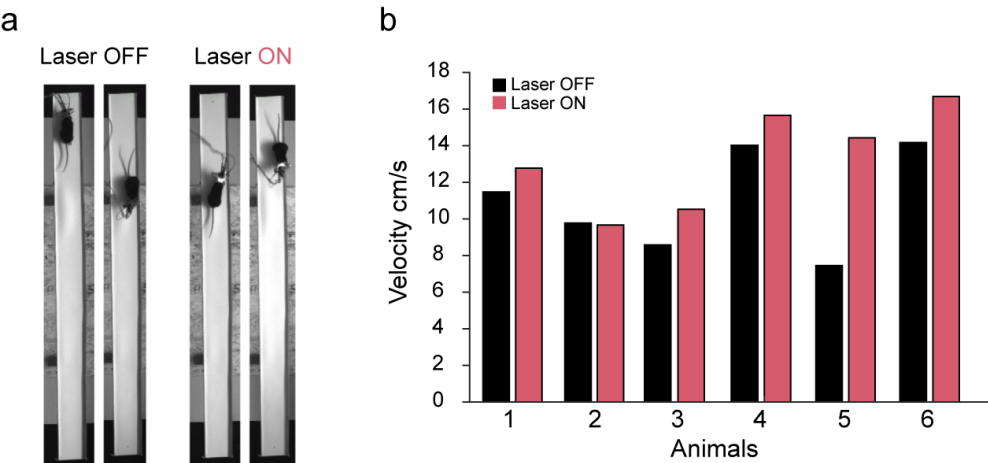 a
Laser OFF
Laser ON
b
Velocity cm/s
18
16
14
12
10
8
6
4
2
0
Laser OFF
Laser ON
1 2 3 4 5 6
Animals